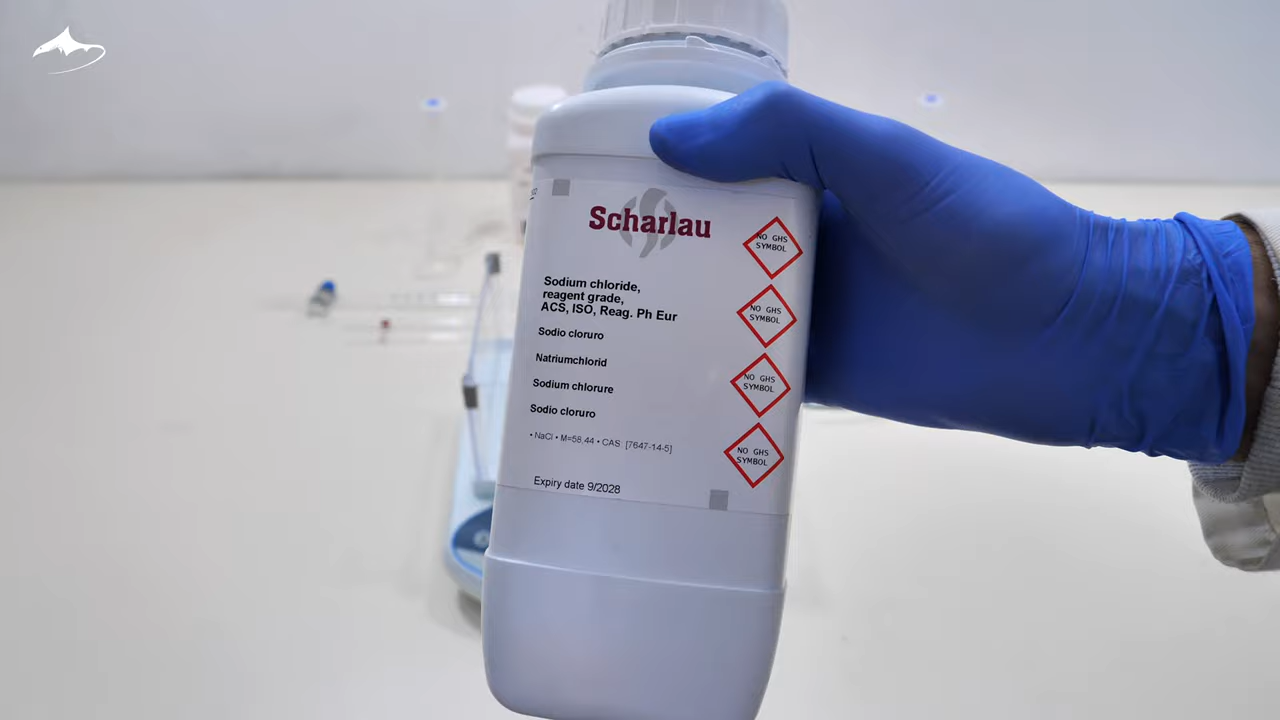 Scharlau
NO GHS
SYMBOL
Sodium chloride,
reagent grade,
ACS, ISO, Reag. Ph Eur
NO GHS
SYMBOL
Sodio cloruro
Natriumchlorid
NO GHS
SYMBOL
Sodium chlorure
Sodio cloruro
• NaCl • M=58,44 • CAS [7647-14-5]
NO GHS
SYMBOL
Expiry date 9/2028